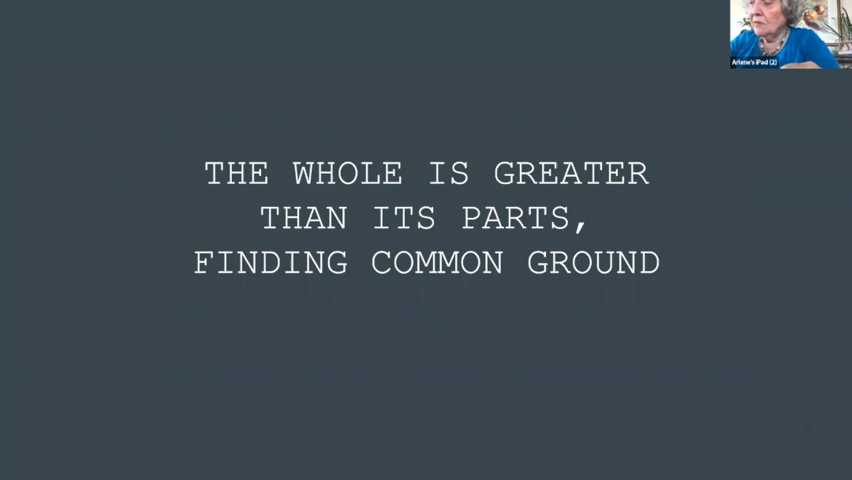 Arlene's iPad (2)
THE WHOLE IS GREATER
THAN ITS PARTS,
FINDING COMMON GROUND